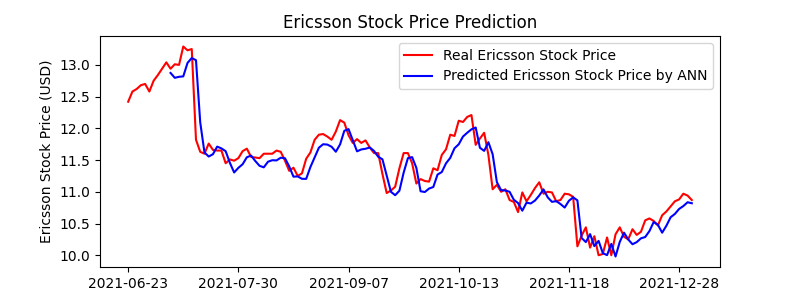 Ericsson Stock Price Prediction
Ericsson Stock Price (USD)
13.0
12.5
12.0
11.5
11.0
10.5
10.0
Real Ericsson Stock Price
Predicted Ericsson Stock Price by ANN
2021-06-23 2021-07-30 2021-09-07 2021-10-13 2021-11-18 2021-12-28